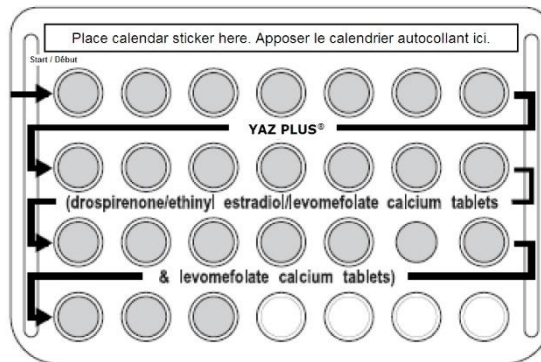 Place calendar sticker here. Apposer le calendrier autocollant ici.
Start / Début
YAZ PLUS®
(drospirenone/ethinyl estradiol/levomefolate calcium tablets
& levomefolate calcium tablets)